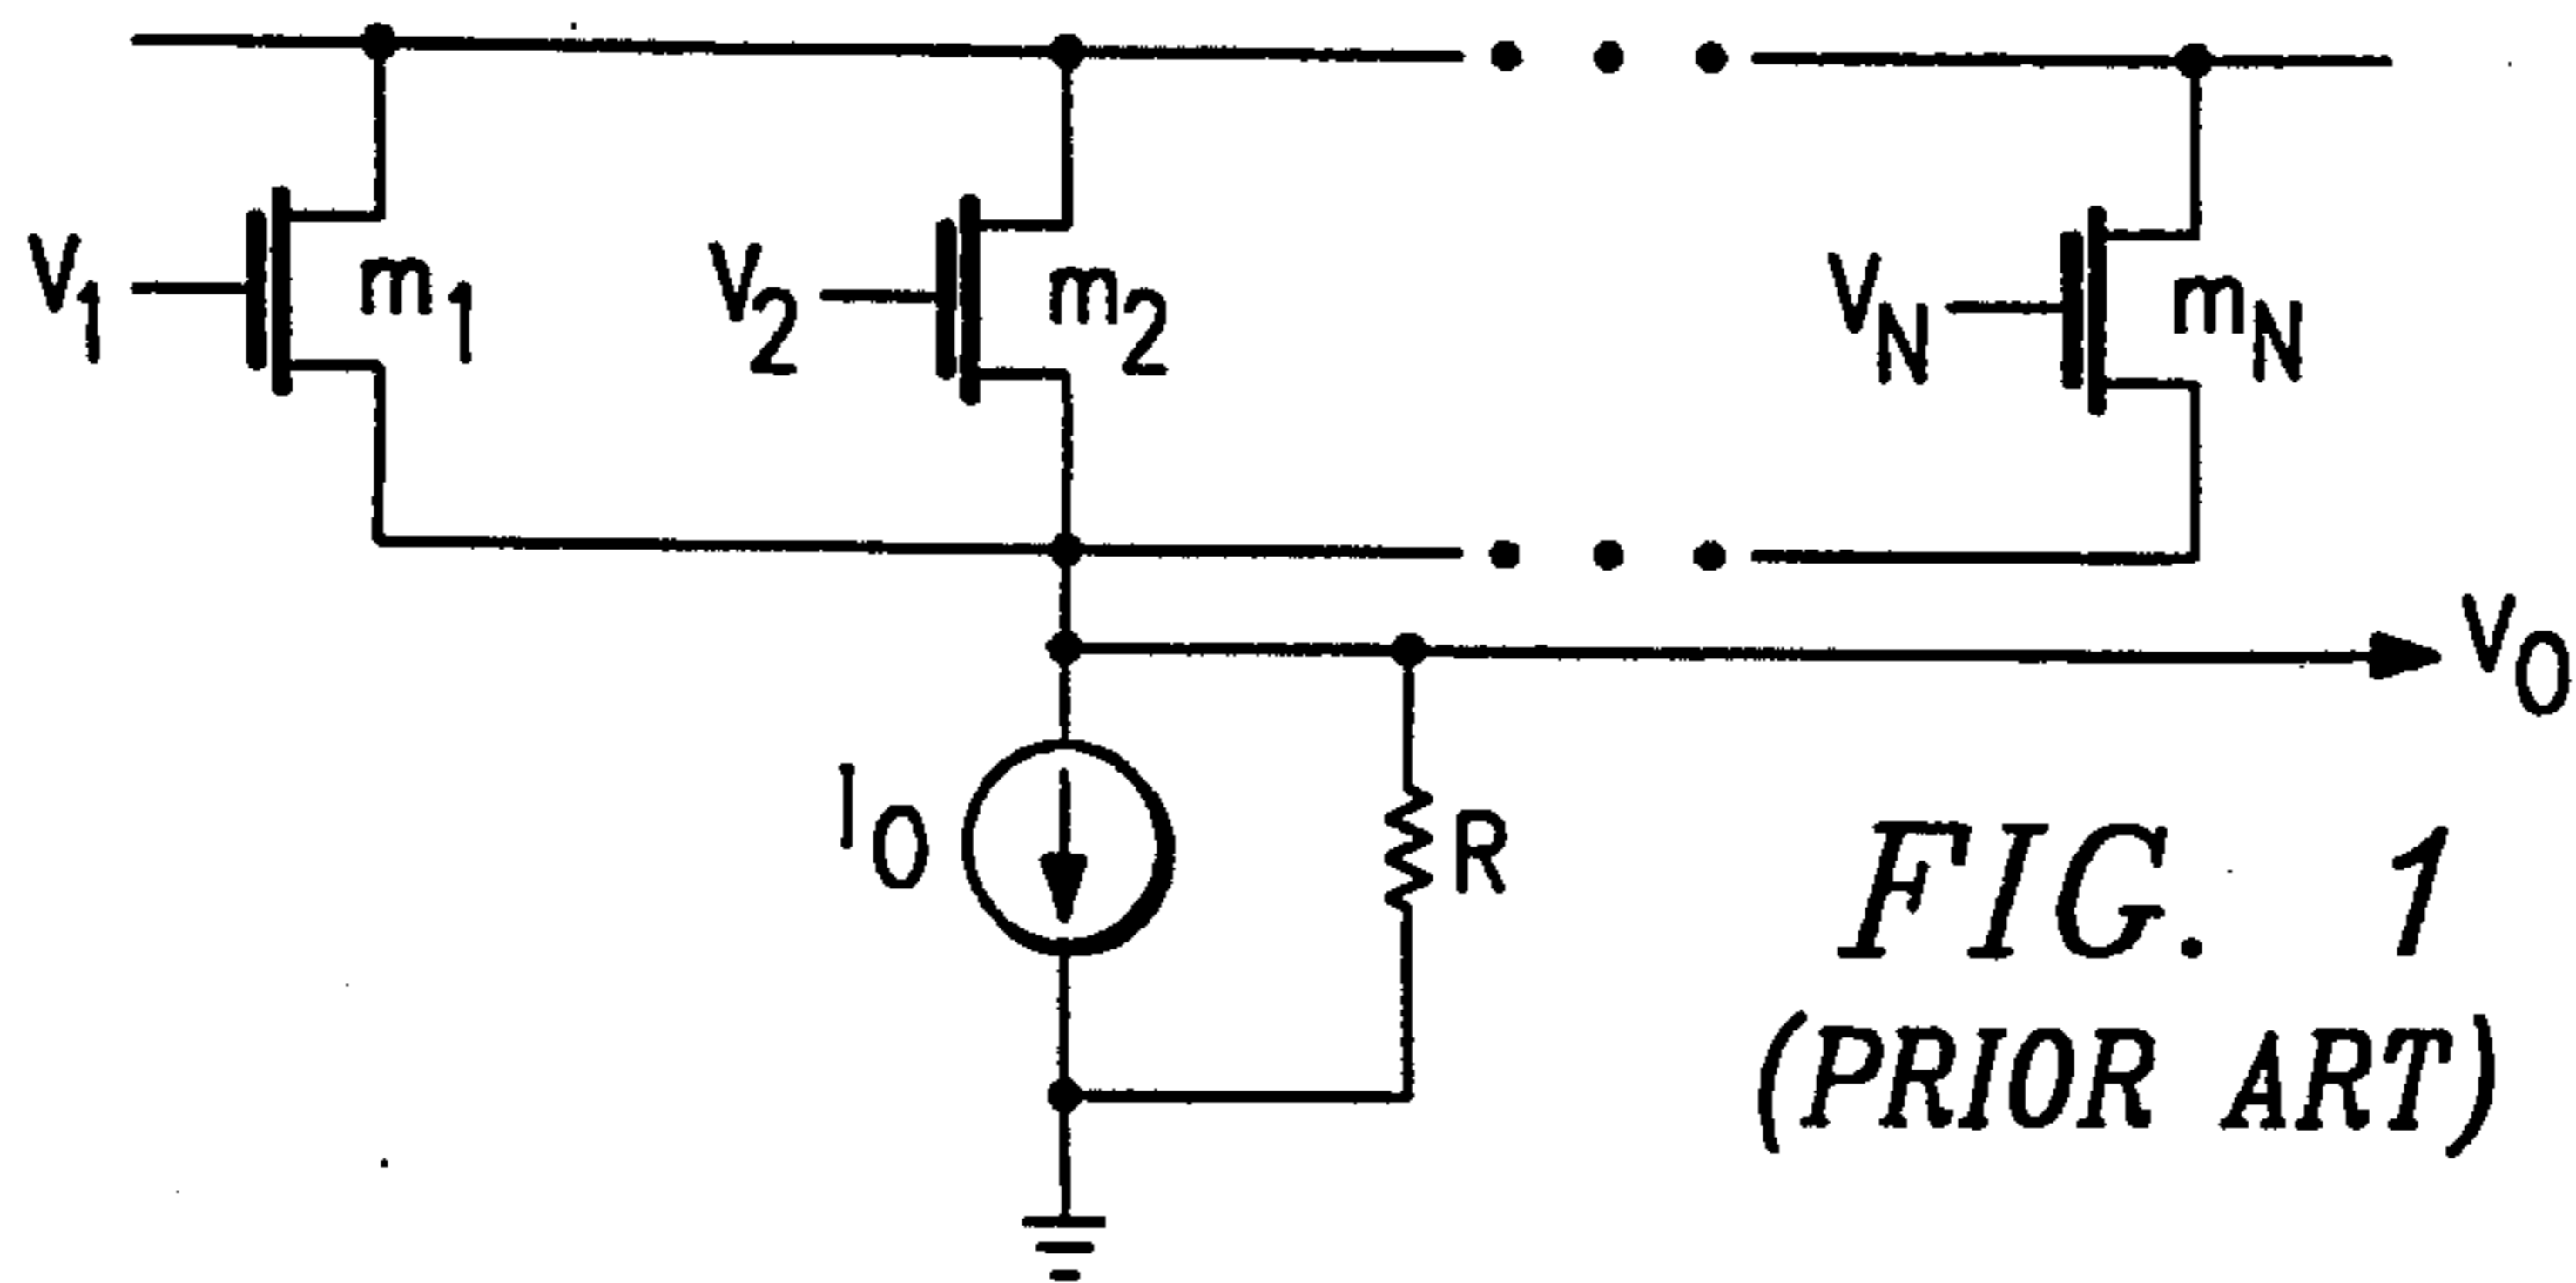 V1
m1
V2
m2
VN
mN
VO
IO
R
FIG. 1
(PRIOR ART)